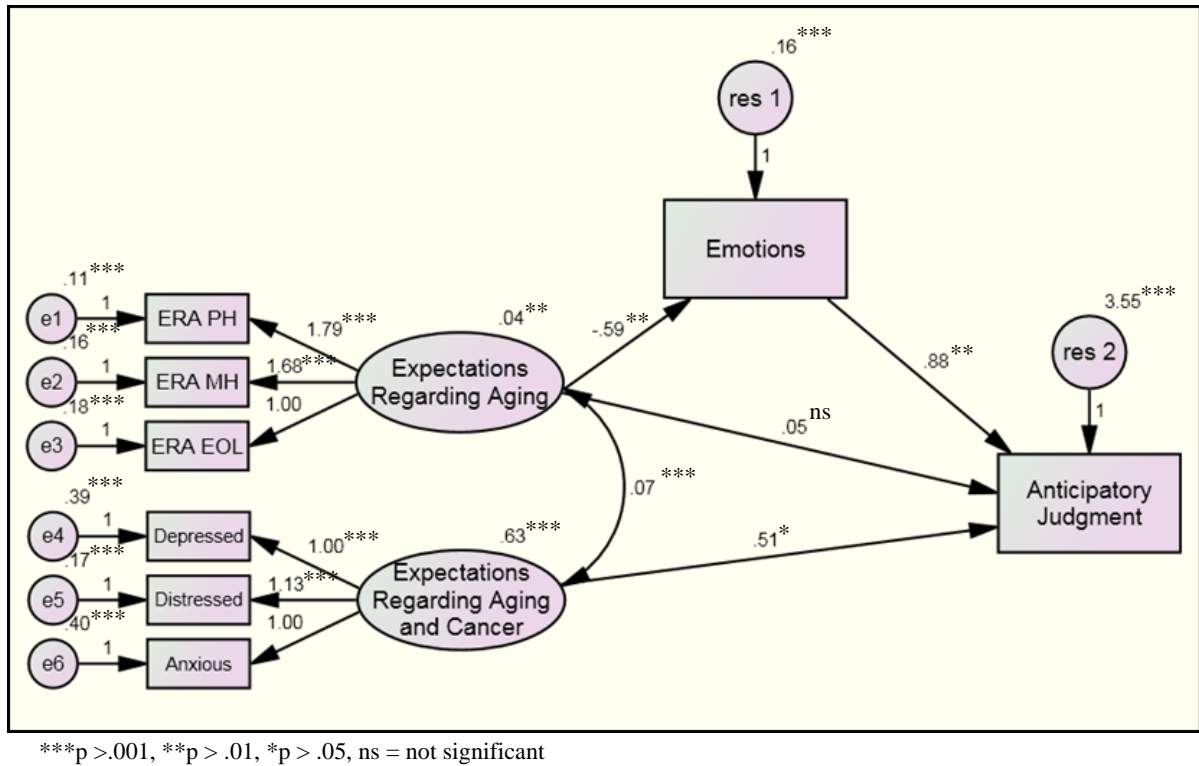 .16***
res 1
1
Emotions
.11***
e1
1
ERA PH
.16***
e2
1
ERA MH
.18***
e3
1
ERA EOL
1.79***
1.68***
1.00
.04**
Expectations
Regarding Aging
-.59**
.88**
3.55***
res 2
1
.05ns
.07***
Anticipatory
Judgment
.39***
e4
1
Depressed
.17***
e5
1
Distressed
.40***
e6
1
Anxious
1.00***
1.13***
1.00
.63***
Expectations
Regarding Aging
and Cancer
.51*
***p >.001, **p > .01, *p > .05, ns = not significant